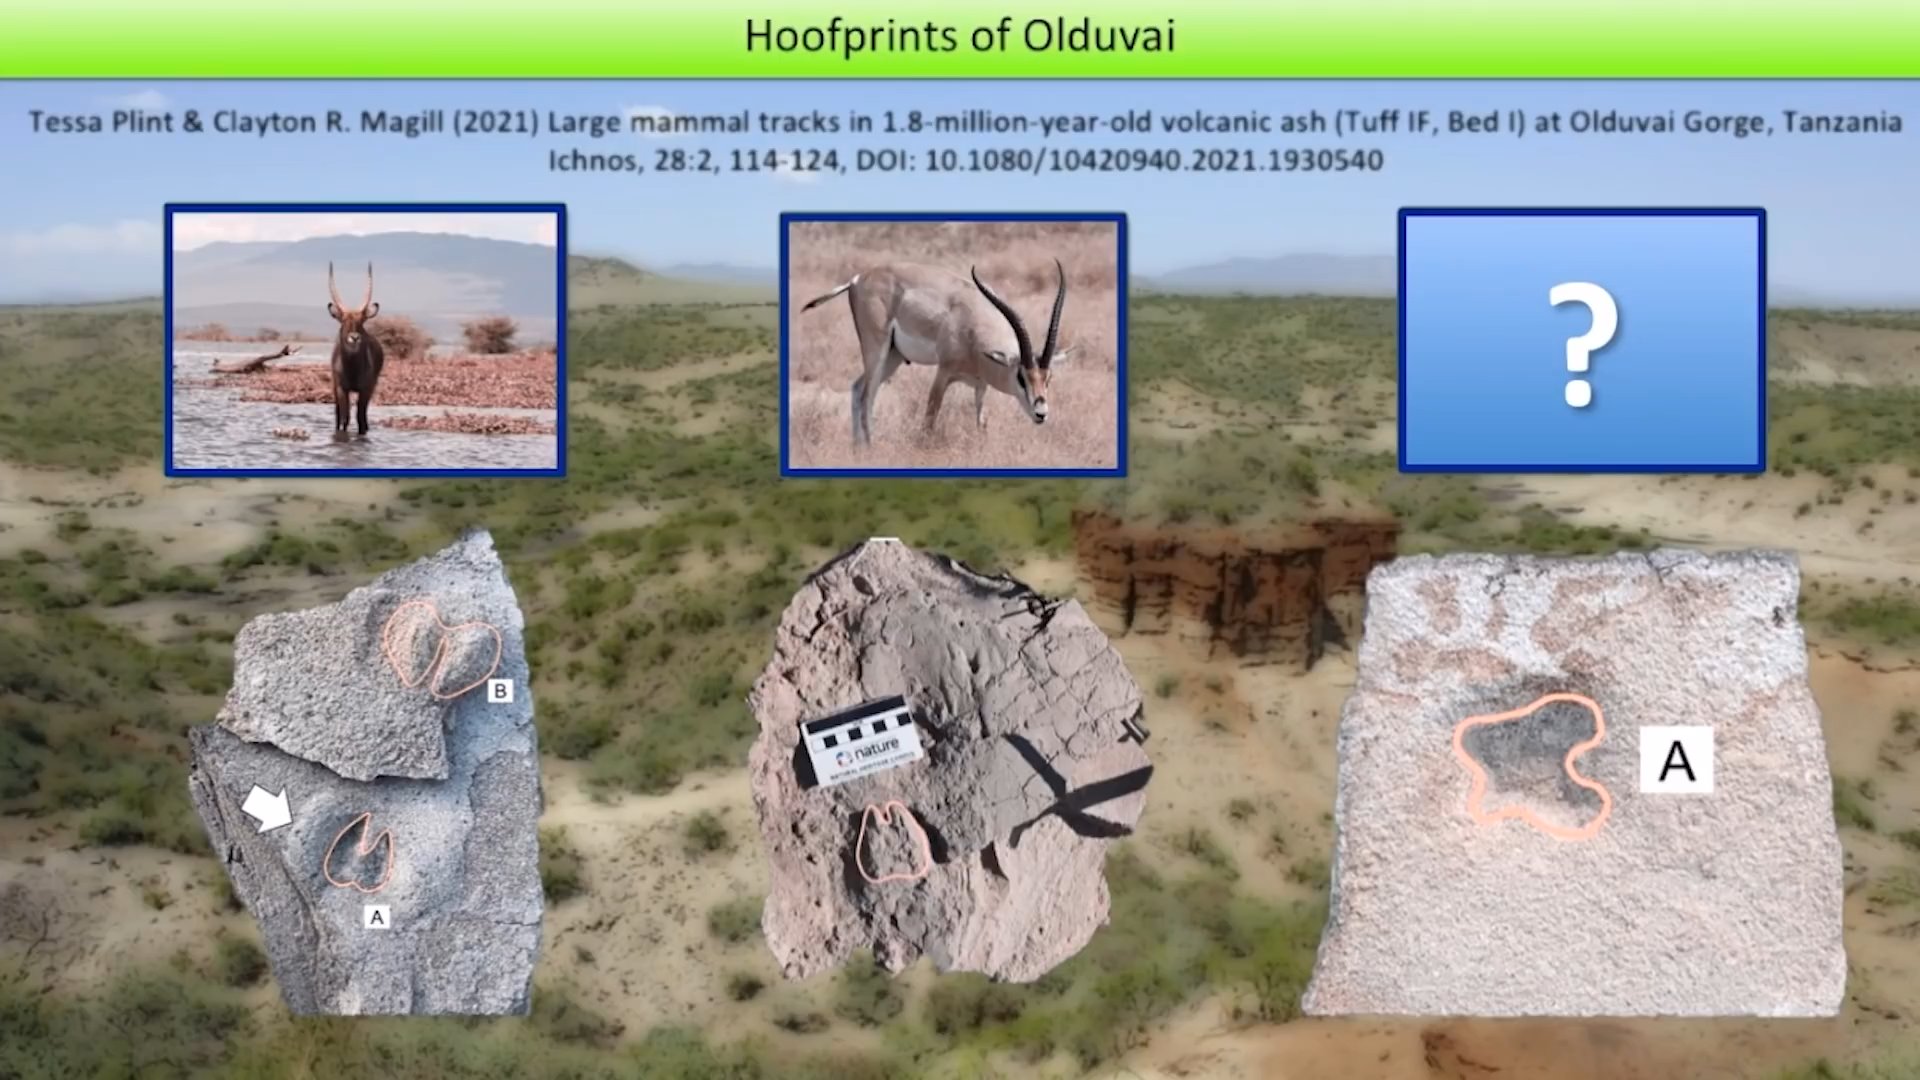 Hoofprints of Olduvai
Tessa Plint & Clayton R. Magill (2021) Large mammal tracks in 1.8-million-year-old volcanic ash (Tuff IF, Bed I) at Olduvai Gorge, Tanzania
Ichnos, 28:2, 114-124, DOI: 10.1080/10420940.2021.1930540
?
B
A
nature
A